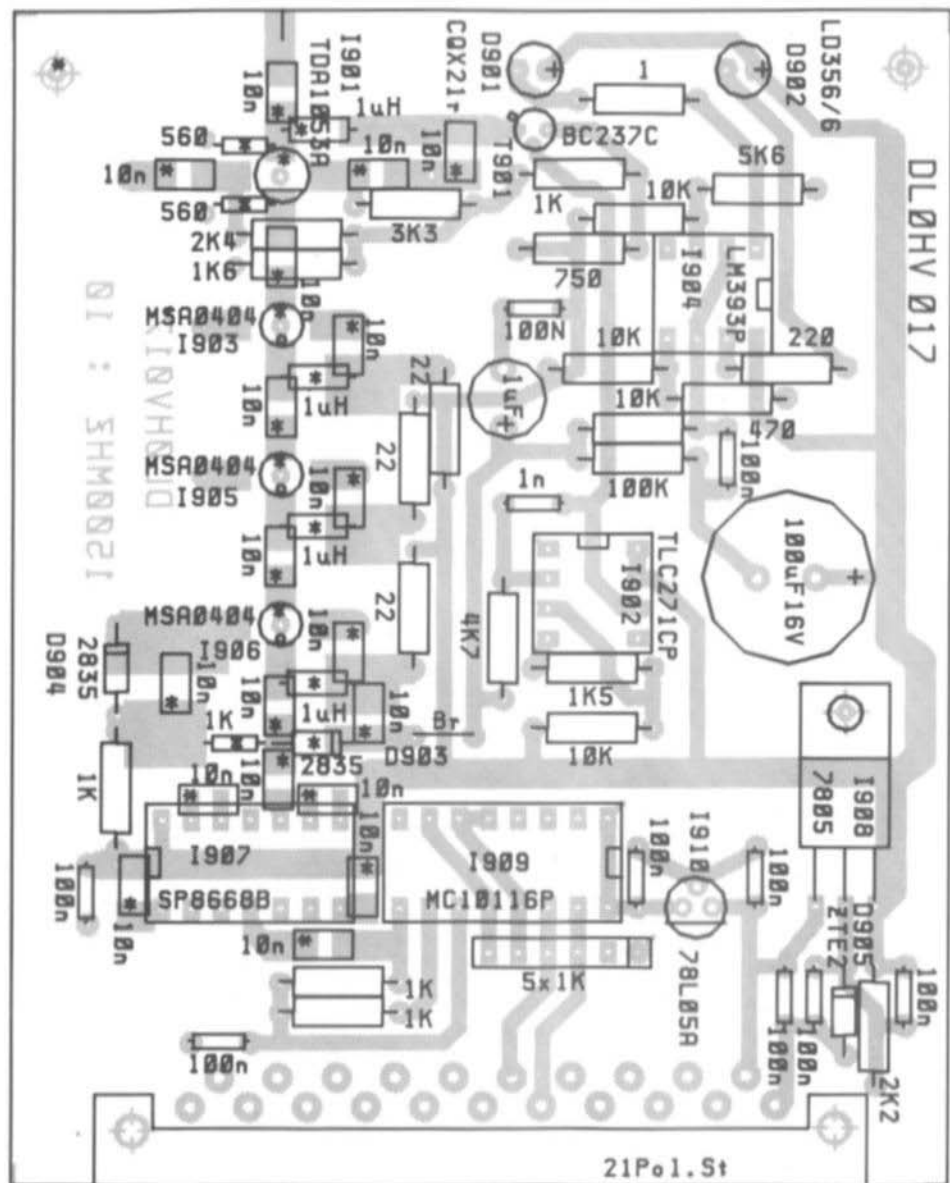 I901
TDA1053A
10n
CQX21r
D901
LD356/6
D902
1
1uH
560
10n
10n
BC237C
T901
5K6
10n
1K
10K
560
3K3
2K4
1K6
750
I904
LM393P
DL0HV 017
10n
MSA0404
I903
10n
100N
10K
220
1uH
10n
22
1uF
10K
470
MSA0404
I905
10n
22
100K
100n
1n
1uH
10n
TLC271CP
I902
100uF16V
MSA0404
I906
10n
22
4K7
D904
2835
10n
10n
1K5
1uH
10n
Br
D903
1K
2835
10K
10n
10n
10n
1K
7805
I908
I907
SP8668B
10n
I909
MC10116P
100n
I910
100n
100n
10n
10n
5x1K
78L05A
ZTE2
D905
100n
1K
1K
100n
100n
100n
2K2
21Pol.St
1500MHZ : 10
DL0HV017